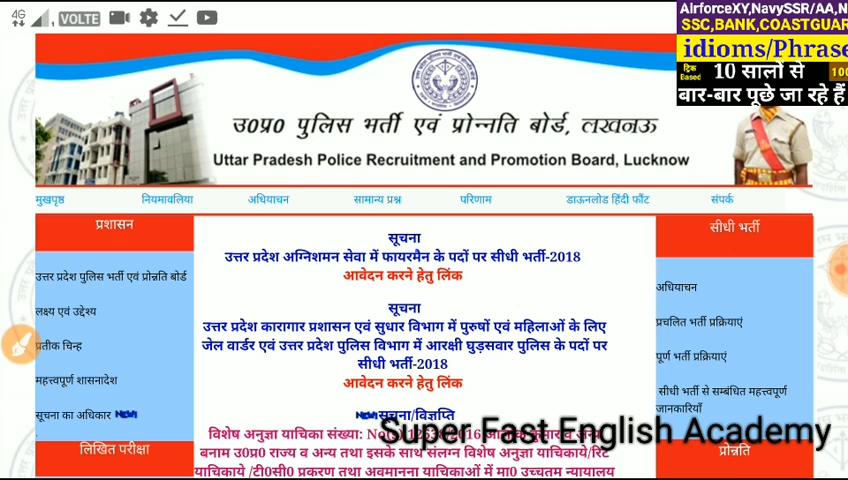 4G VOLTE
AirforceXY,NavySSR/AA,N
SSC,BANK,COASTGUAR
idioms/Phrase
ट्रिक Based 10 सालों से 100
बार-बार पूछे जा रहे हैं
उ0प्र0 पुलिस भर्ती एवं प्रोन्नति बोर्ड, लखनऊ
Uttar Pradesh Police Recruitment and Promotion Board, Lucknow
मुखपृष्ठ नियमावलिया अधियाचन सामान्य प्रश्न परिणाम डाऊनलोड हिंदी फौंट संपर्क
प्रशासन
उत्तर प्रदेश पुलिस भर्ती एवं प्रोन्नति बोर्ड
लक्ष्य एवं उद्देश्य
प्रतीक चिन्ह
महत्त्वपूर्ण शासनादेश
सूचना का अधिकार New
लिखित परीक्षा
सूचना
उत्तर प्रदेश अग्निशमन सेवा में फायरमैन के पदों पर सीधी भर्ती-2018
आवेदन करने हेतु लिंक
सूचना
उत्तर प्रदेश कारागार प्रशासन एवं सुधार विभाग में पुरुषों एवं महिलाओं के लिए
जेल वार्डर एवं उत्तर प्रदेश पुलिस विभाग में आरक्षी घुड़सवार पुलिस के पदों पर
सीधी भर्ती-2018
आवेदन करने हेतु लिंक
New सूचना/विज्ञप्ति
विशेष अनुज्ञा याचिका संख्या:
बनाम उ0प्र0 राज्य व अन्य तथा इसके साथ संलग्न विशेष अनुज्ञा याचिकाये/रिट
याचिकाये /टी0सी0 प्रकरण तथा अवमानना याचिकाओं में मा0 उच्चतम न्यायालय
सीधी भर्ती
अधियाचन
प्रचलित भर्ती प्रक्रियाएं
पूर्ण भर्ती प्रक्रियाएं
सीधी भर्ती से सम्बंधित महत्त्वपूर्ण
जानकारियाँ
प्रोन्नति
Super Fast English Academy